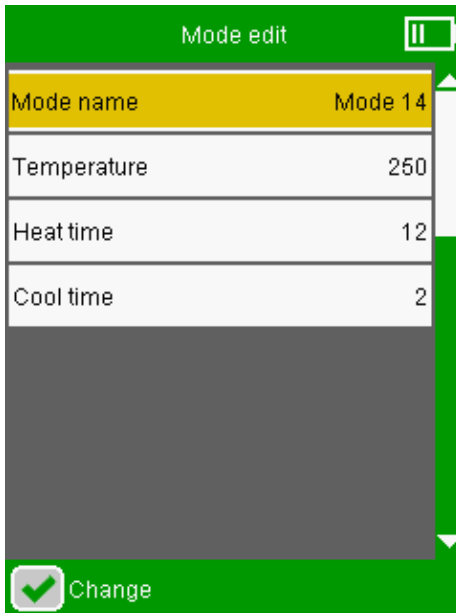 Mode edit
Mode name Mode 14
Temperature 250
Heat time 12
Cool time 2
Change